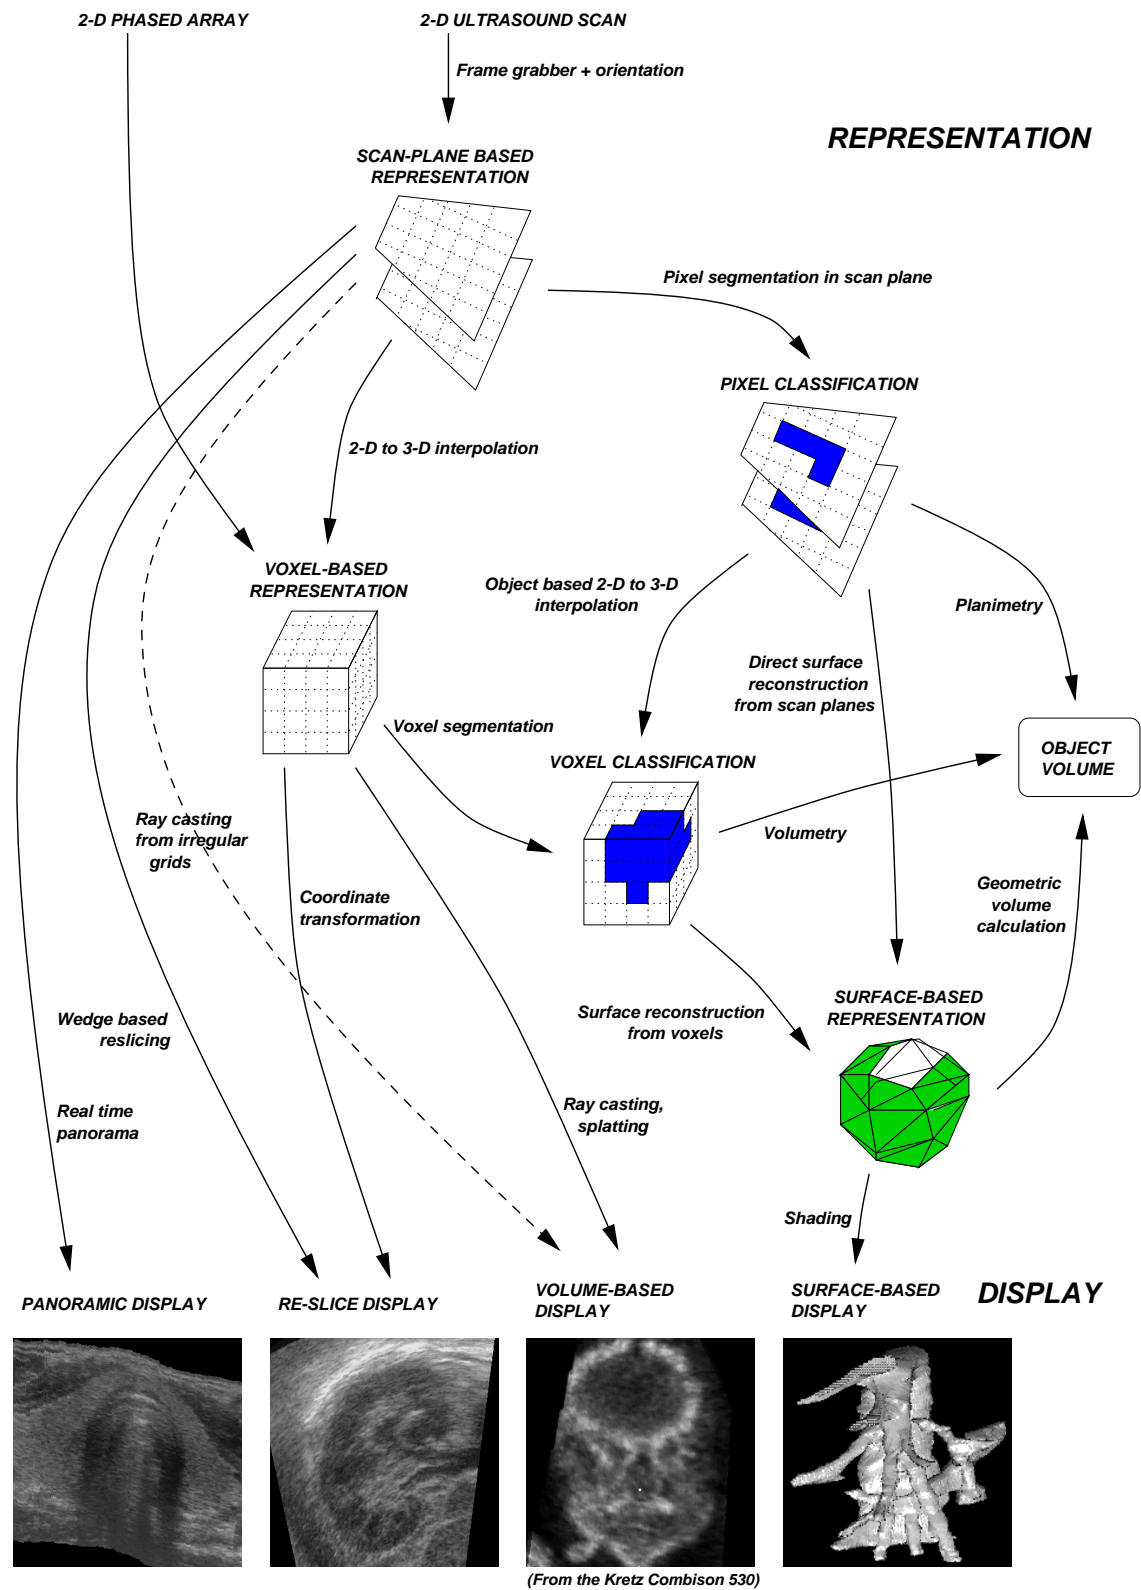 2-D PHASED ARRAY
2-D ULTRASOUND SCAN
Frame grabber + orientation
REPRESENTATION
SCAN-PLANE BASED
REPRESENTATION
Pixel segmentation in scan plane
PIXEL CLASSIFICATION
2-D to 3-D interpolation
VOXEL-BASED
REPRESENTATION
Object based 2-D to 3-D
interpolation
Planimetry
Direct surface
reconstruction
from scan planes
Voxel segmentation
VOXEL CLASSIFICATION
OBJECT
VOLUME
Ray casting
from irregular
grids
Volumetry
Coordinate
transformation
Geometric
volume
calculation
SURFACE-BASED
REPRESENTATION
Wedge based
reslicing
Surface reconstruction
from voxels
Real time
panorama
Ray casting,
splatting
Shading
PANORAMIC DISPLAY
RE-SLICE DISPLAY
VOLUME-BASED
DISPLAY
SURFACE-BASED
DISPLAY
DISPLAY
(From the Kretz Combison 530)